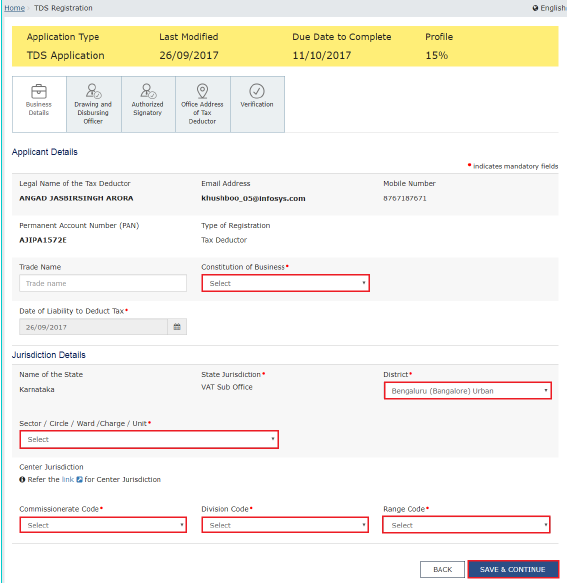 Home TDS Registration English
Application Type Last Modified Due Date to Complete Profile
TDS Application 26/09/2017 11/10/2017 15%
Business Details
Drawing and Disbursing Officer
Authorized Signatory
Office Address of Tax Deductor
Verification
Applicant Details
• indicates mandatory fields
Legal Name of the Tax Deductor Email Address Mobile Number
ANGAD JASBIRSINGH ARORA khushboo_05@infosys.com 8767187671
Permanent Account Number (PAN) Type of Registration
AJIPA1572E Tax Deductor
Trade Name Constitution of Business•
Trade name Select
Date of Liability to Deduct Tax•
26/09/2017
Jurisdiction Details
Name of the State State Jurisdiction• District•
Karnataka VAT Sub Office Bengaluru (Bangalore) Urban
Sector / Circle / Ward /Charge / Unit•
Select
Center Jurisdiction
Refer the link for Center Jurisdiction
Commissionerate Code• Division Code• Range Code•
Select Select Select
BACK SAVE & CONTINUE